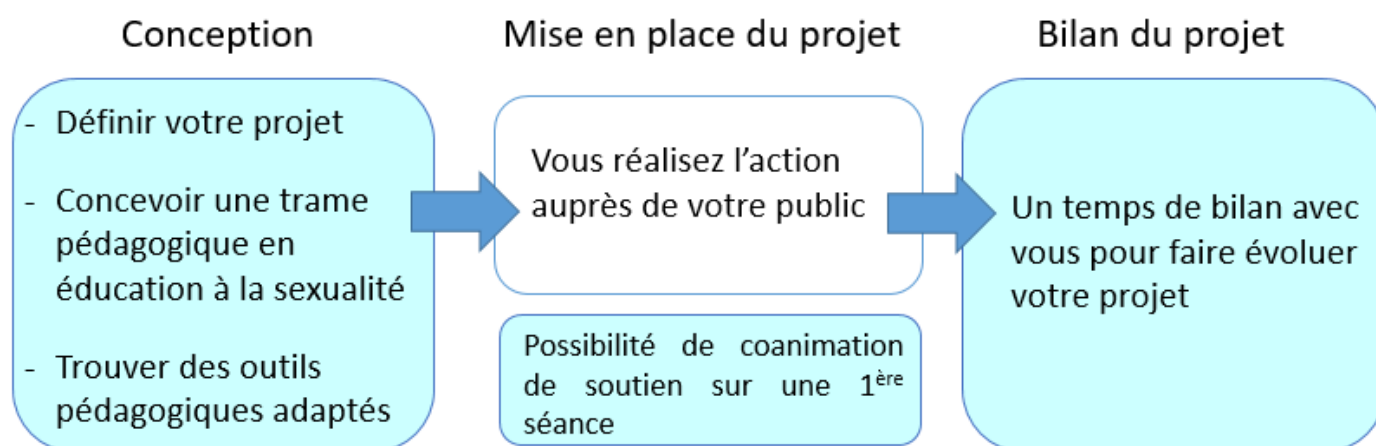 Conception
- Définir votre projet
- Concevoir une trame
pédagogique en
éducation à la sexualité
- Trouver des outils
pédagogiques adaptés
Mise en place du projet
Vous réalisez l’action
auprès de votre public
Possibilité de coanimation
de soutien sur une 1ère
séance
Bilan du projet
Un temps de bilan avec
vous pour faire évoluer
votre projet